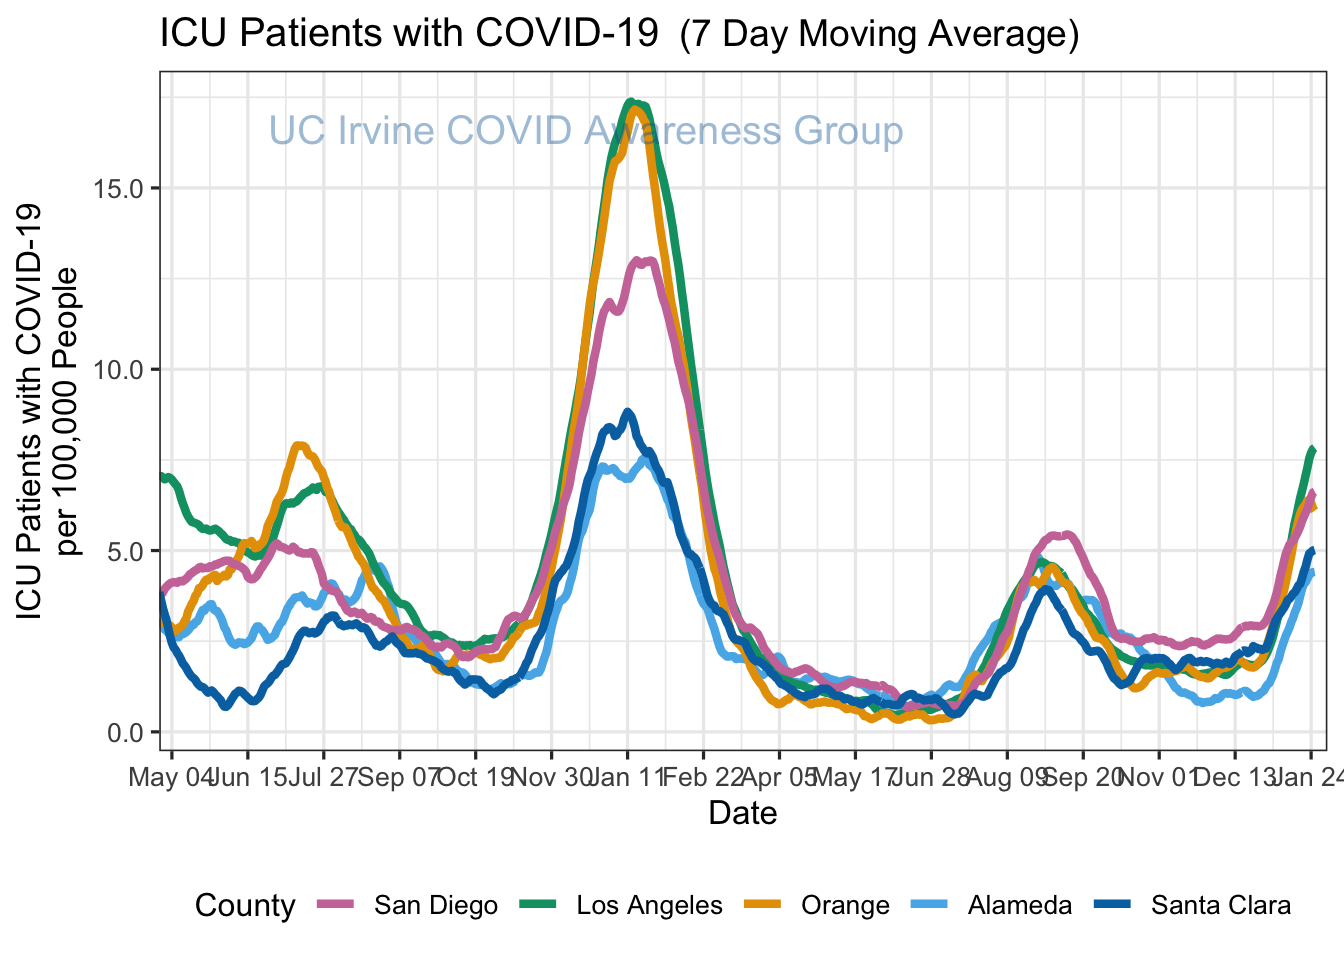 ICU Patients with COVID-19 (7 Day Moving Average)
UC Irvine COVID Awareness Group
ICU Patients with COVID-19
per 100,000 People
15.0
10.0
5.0
0.0
May 04 Jun 15 Jul 27 Sep 07 Oct 19 Nov 30 Jan 11 Feb 22 Apr 05 May 17 Jun 28 Aug 09 Sep 20 Nov 01 Dec 13 Jan 24
Date
County San Diego Los Angeles Orange Alameda Santa Clara